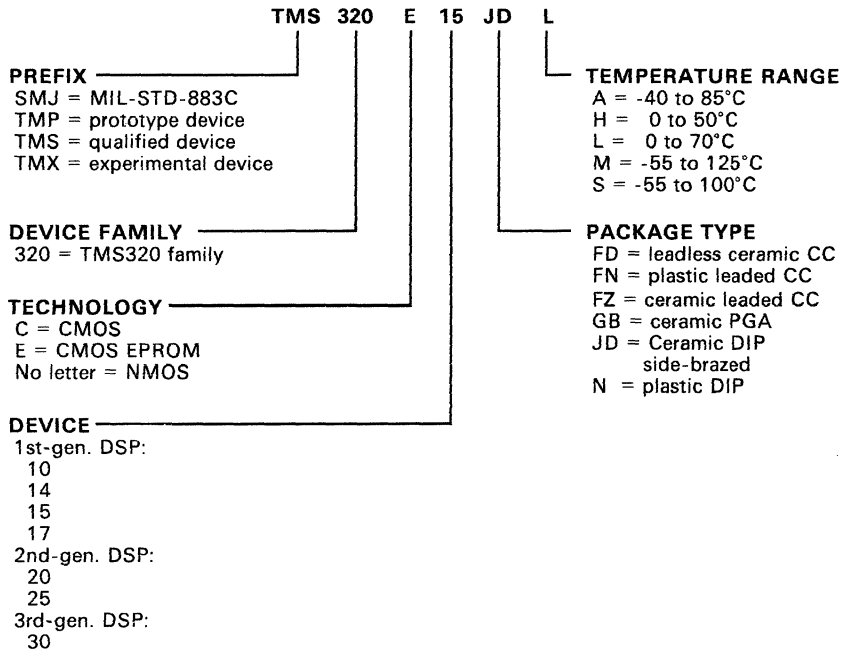 TMS 320 E 15 JD L
PREFIX
SMJ = MIL-STD-883C
TMP = prototype device
TMS = qualified device
TMX = experimental device
DEVICE FAMILY
320 = TMS320 family
TECHNOLOGY
C = CMOS
E = CMOS EPROM
No letter = NMOS
DEVICE
1st-gen. DSP:
10
14
15
17
2nd-gen. DSP:
20
25
3rd-gen. DSP:
30
TEMPERATURE RANGE
A = -40 to 85°C
H = 0 to 50°C
L = 0 to 70°C
M = -55 to 125°C
S = -55 to 100°C
PACKAGE TYPE
FD = leadless ceramic CC
FN = plastic leaded CC
FZ = ceramic leaded CC
GB = ceramic PGA
JD = Ceramic DIP
side-brazed
N = plastic DIP